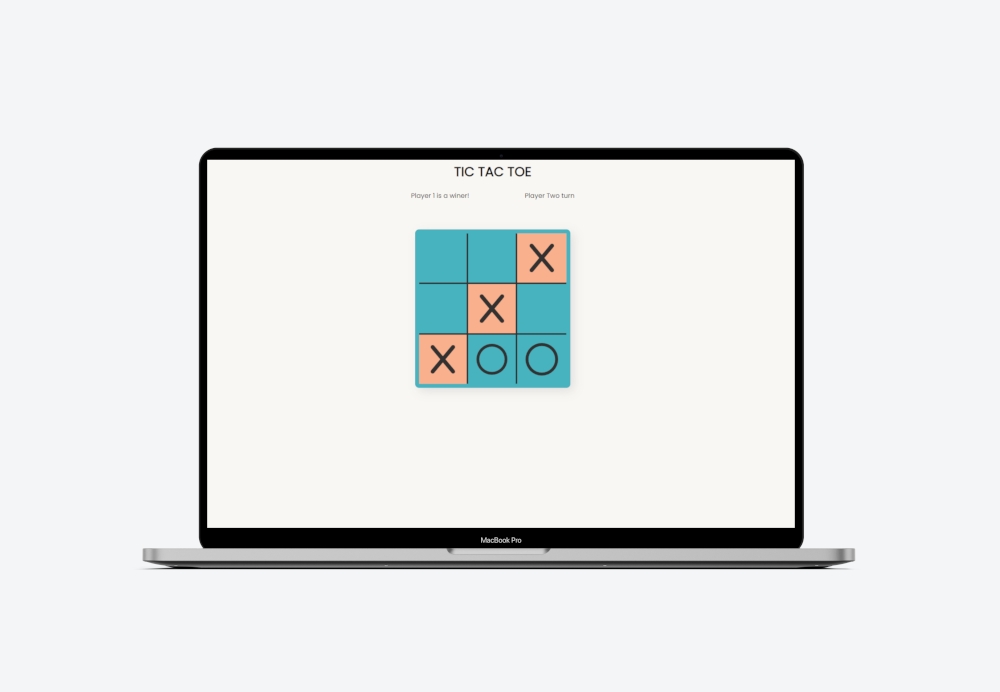 TIC TAC TOE
Player 1 is a winer!
Player Two turn
X
X
X O O
MacBook Pro